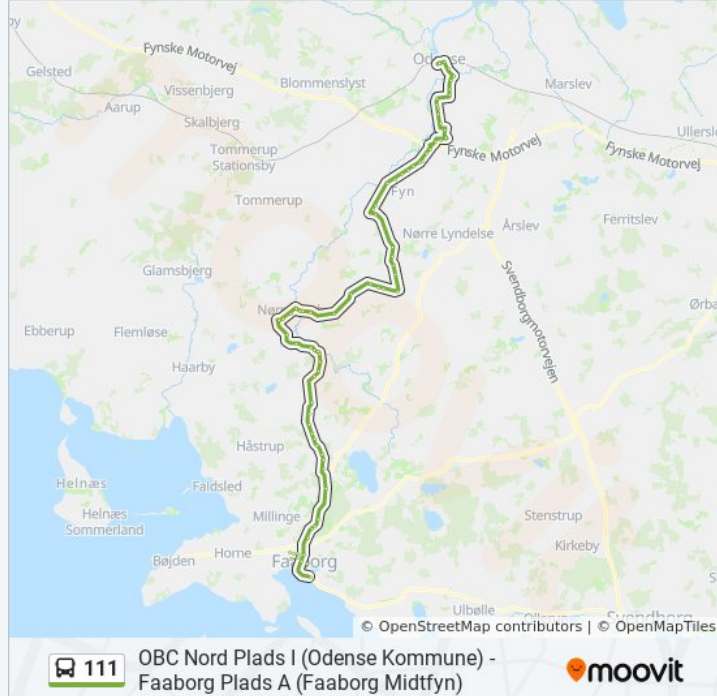 Fynske Motorvej
Odense
Gelsted
Blommenslyst
Vissenbjerg
Marslev
Aarup
Skalbjerg
Tommerup
Stationsby
Fynske Motorvej
Fynske Motorvej
Fyn
Tommerup
Ferritslev
Årslev
Nørre Lyndelse
Glamsbjerg
Svendborgmotorvejen
Ebberup
Flemløse
Haarby
Håstrup
Helnæs
Faldsled
Helnæs
Sommerland
Millinge
Stenstrup
Kirkeby
Bøjden
Horne
Faaborg
Ulbølle
Svendborg
© OpenStreetMap contributors | © OpenMapTiles
111
OBC Nord Plads I (Odense Kommune) -
Faaborg Plads A (Faaborg Midtfyn)
moovit